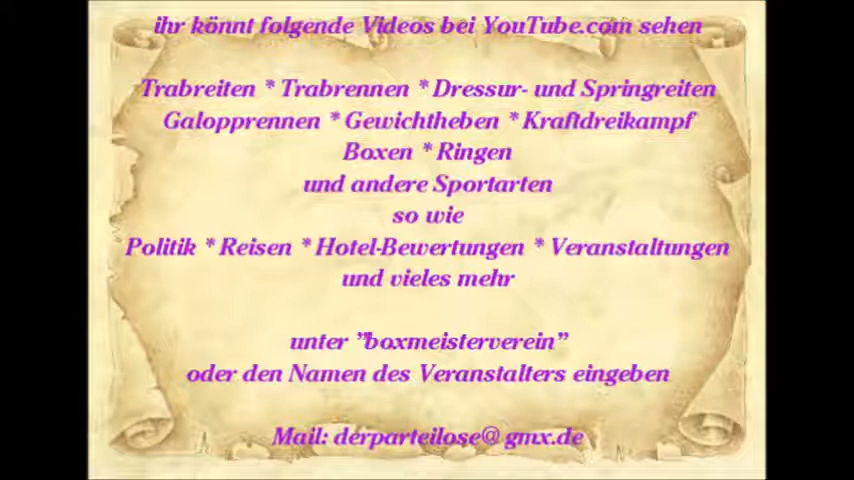 ihr könnt folgende Videos bei YouTube.com sehen
Trabreiten * Trabrennen * Dressur- und Springreiten
Galopprennen * Gewichtheben * Kraftdreikampf
Boxen * Ringen
und andere Sportarten
so wie
Politik * Reisen * Hotel-Bewertungen * Veranstaltungen
und vieles mehr
unter "boxmeisterverein"
oder den Namen des Veranstalters eingeben
Mail: derparteilose@gmx.de